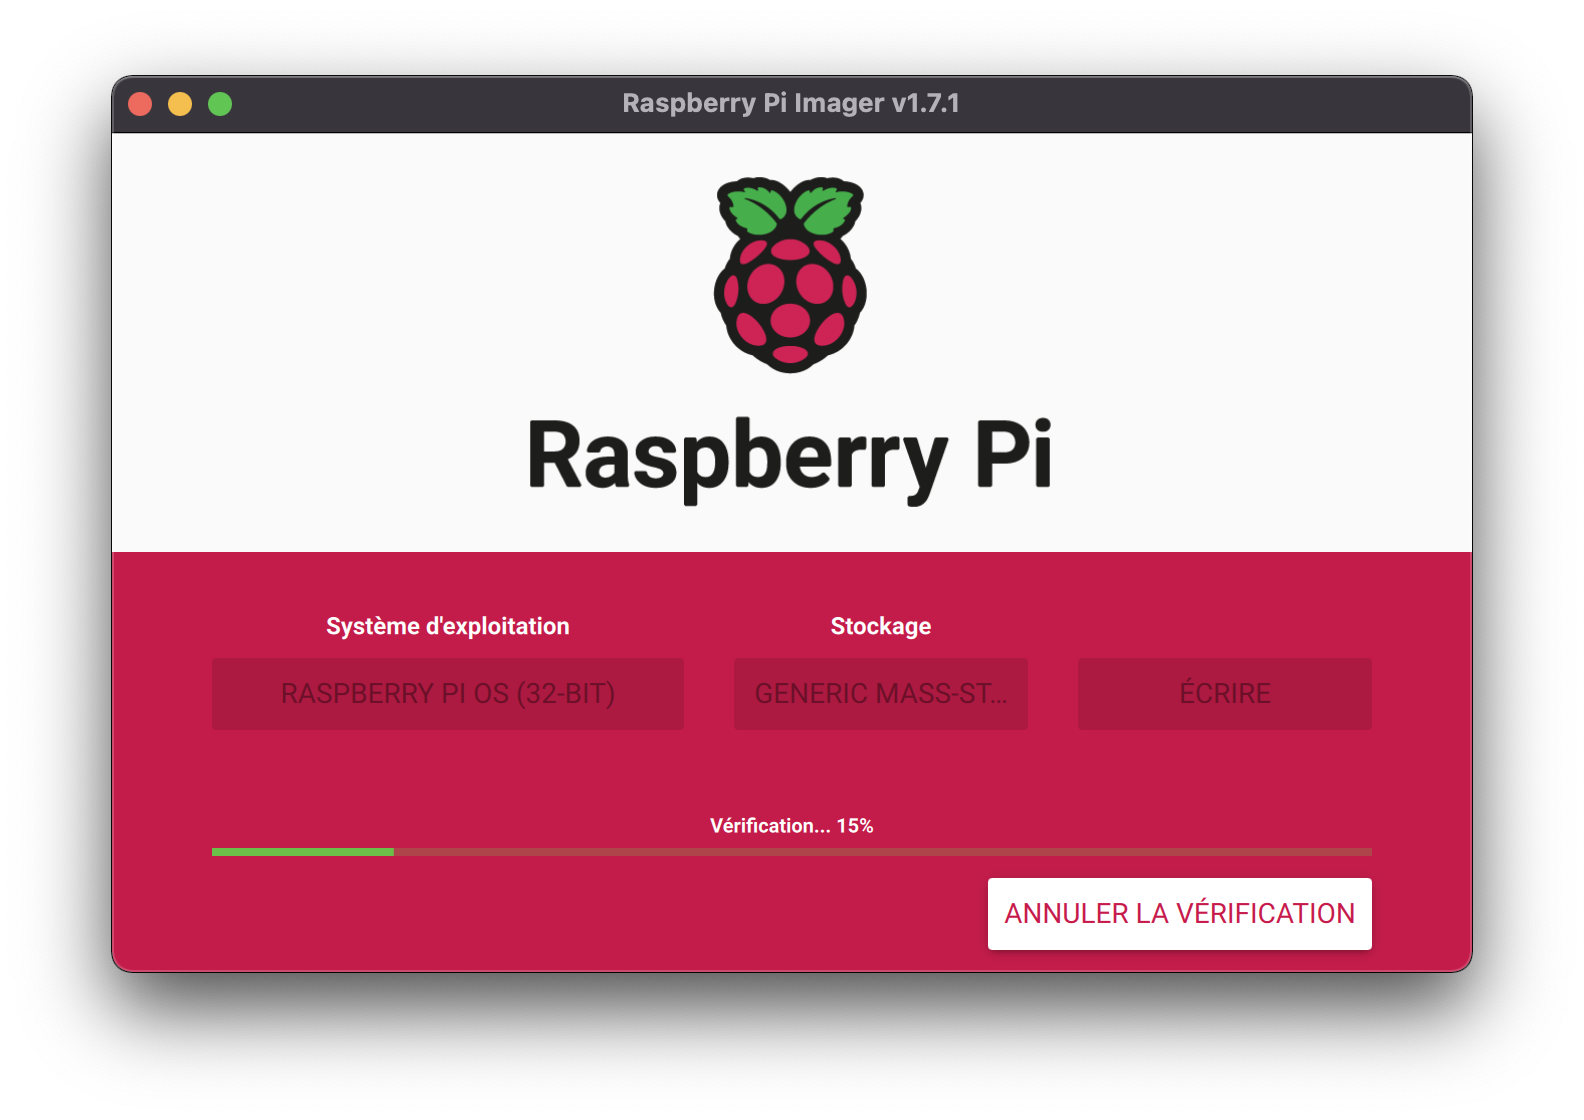 Raspberry Pi Imager v1.7.1
Raspberry Pi
Système d'exploitation
Stockage
RASPBERRY PI OS (32-BIT)
GENERIC MASS-ST...
ÉCRIRE
Vérification... 15%
ANNULER LA VÉRIFICATION